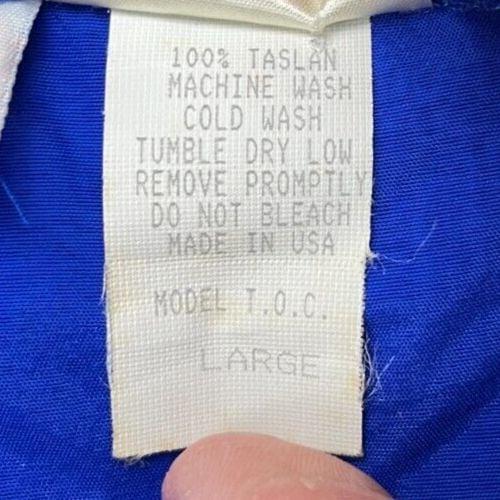 100% TASLAN
MACHINE WASH
COLD WASH
TUMBLE DRY LOW
REMOVE PROMPTLY
DO NOT BLEACH
MADE IN USA
MODEL T.O.C.
LARGE